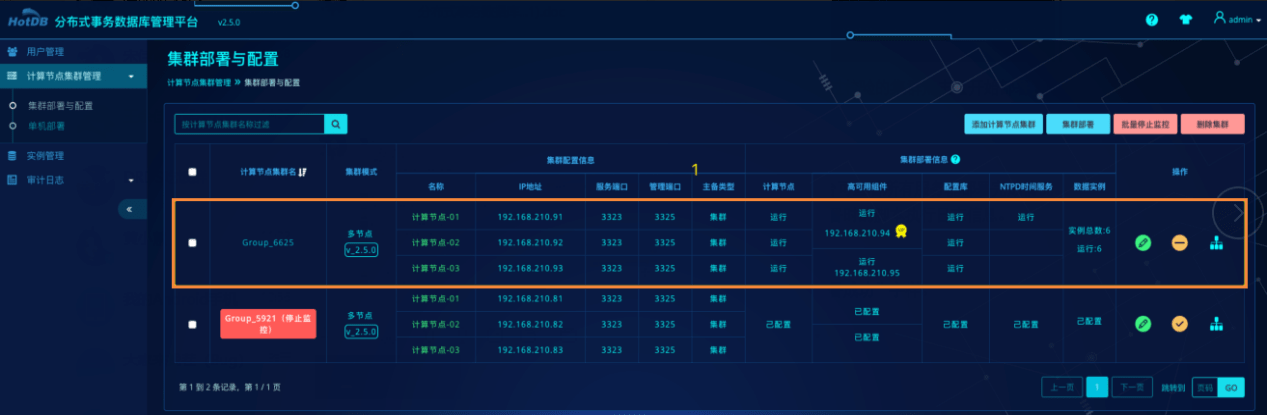 HotDB 分布式事务数据库管理平台 v2.5.0
admin
用户管理
计算节点集群管理
集群部署与配置
单机部署
实例管理
审计日志
«
集群部署与配置
计算节点集群管理 » 集群部署与配置
按计算节点集群名称过滤
添加计算节点集群 集群部署 批量停止监控 删除集群
计算节点集群名 集群模式 集群配置信息 集群部署信息 操作
1
名称 IP地址 服务端口 管理端口 主备类型 计算节点 高可用组件 配置库 NTPD时间服务 数据实例
Group_6625
多节点
v_2.5.0
计算节点-01 192.168.210.91 3323 3325 集群 运行
计算节点-02 192.168.210.92 3323 3325 集群 运行
计算节点-03 192.168.210.93 3323 3325 集群 运行
运行
192.168.210.94
运行
192.168.210.95
运行
运行
运行
运行
实例总数:6
运行:6
Group_5921（停止监
控）
多节点
v_2.5.0
计算节点-01 192.168.210.81 3323 3325 集群
计算节点-02 192.168.210.82 3323 3325 集群
计算节点-03 192.168.210.83 3323 3325 集群
已配置
已配置
已配置
已配置
已配置
已配置
第 1 到 2 条记录，第 1 / 1 页
上一页 1 下一页 跳转到 页码 GO